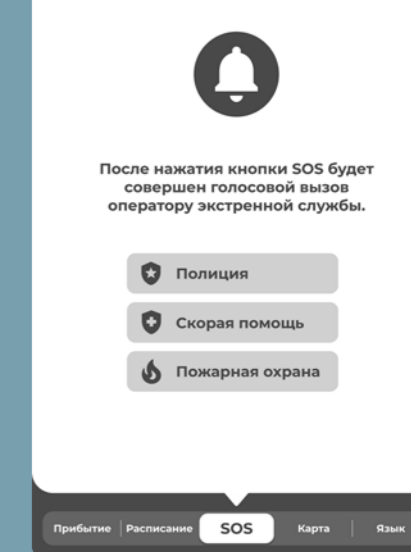 После нажатия кнопки SOS будет
совершен голосовой вызов
оператору экстренной службы.
Полиция
Скорая помощь
Пожарная охрана
Прибытие Расписание SOS Карта Язык